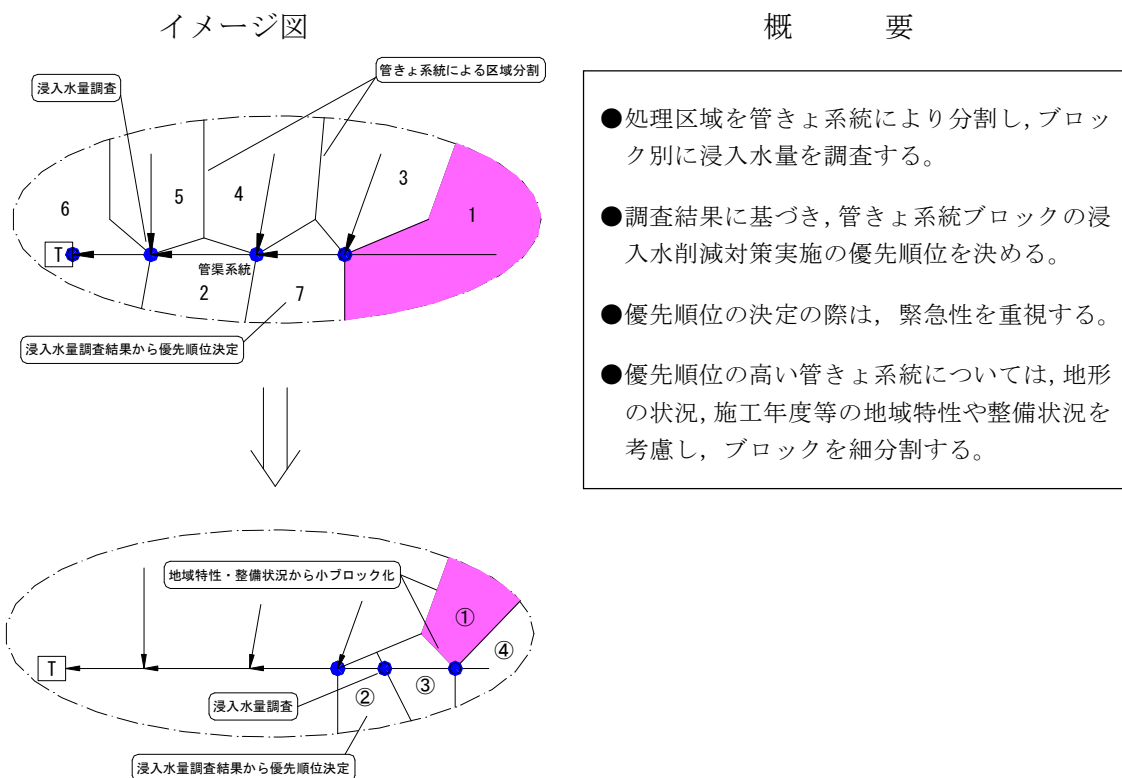 イメージ図
概　　要
管きょ系統による区域分割
浸入水量調査
3
5
4
6
1
T
管渠系統
2
7
浸入水量調査結果から優先順位決定
●処理区域を管きょ系統により分割し，ブロッ
ク別に浸入水量を調査する。
●調査結果に基づき，管きょ系統ブロックの浸
入水削減対策実施の優先順位を決める。
●優先順位の決定の際は，緊急性を重視する。
●優先順位の高い管きょ系統については，地形
の状況，施工年度等の地域特性や整備状況を
考慮し，ブロックを細分割する。
地域特性・整備状況から小ブロック化
①
④
T
③
②
浸入水量調査
浸入水量調査結果から優先順位決定